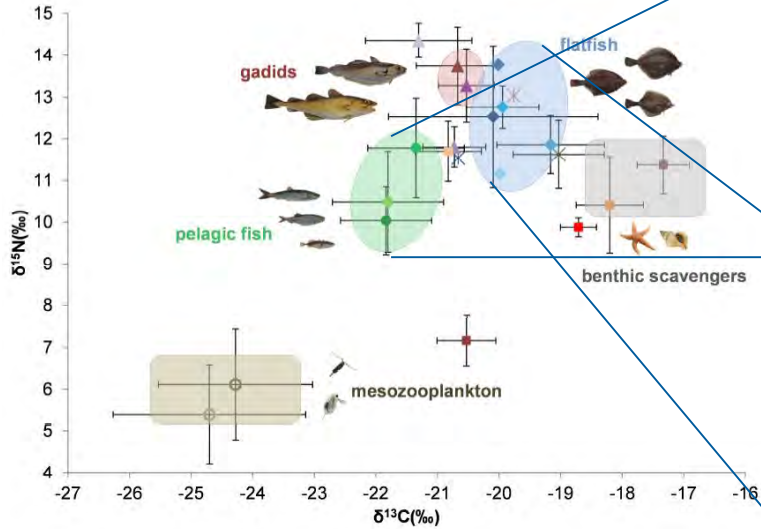 15
14
13
12
11
10
9
8
7
6
5
4
δ¹⁵N(‰)
gadids
flatfish
pelagic fish
benthic scavengers
mesozooplankton
-27 -26 -25 -24 -23 -22 -21 -20 -19 -18 -17 -16
δ¹³C(‰)